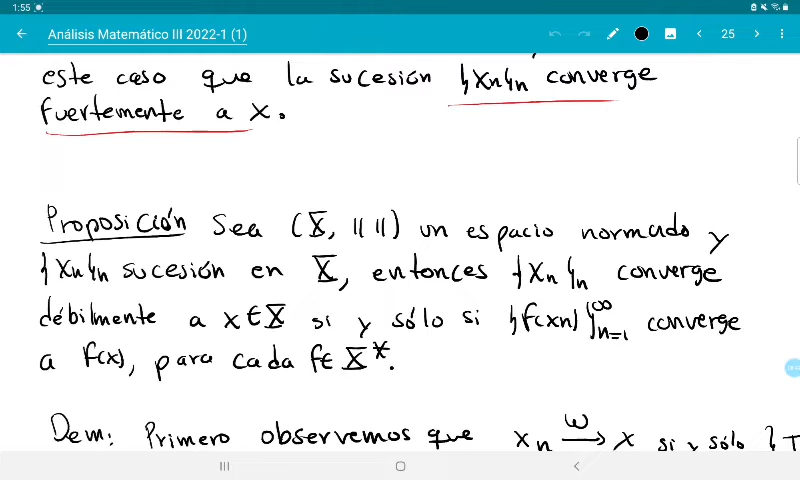 1:55
Análisis Matemático III 2022-1 (1)
25
este caso que la sucesión {xn}n converge
fuertemente a x.
Proposición Sea (X, || ||) un espacio normado y
{xn}n sucesión en X, entonces {xn}n converge
débilmente a x∈X si y sólo si {f(xn)}_{n=1}^∞ converge
a f(x), para cada f∈X*.
Dem: Primero observemos que xn →^ω x si y sólo